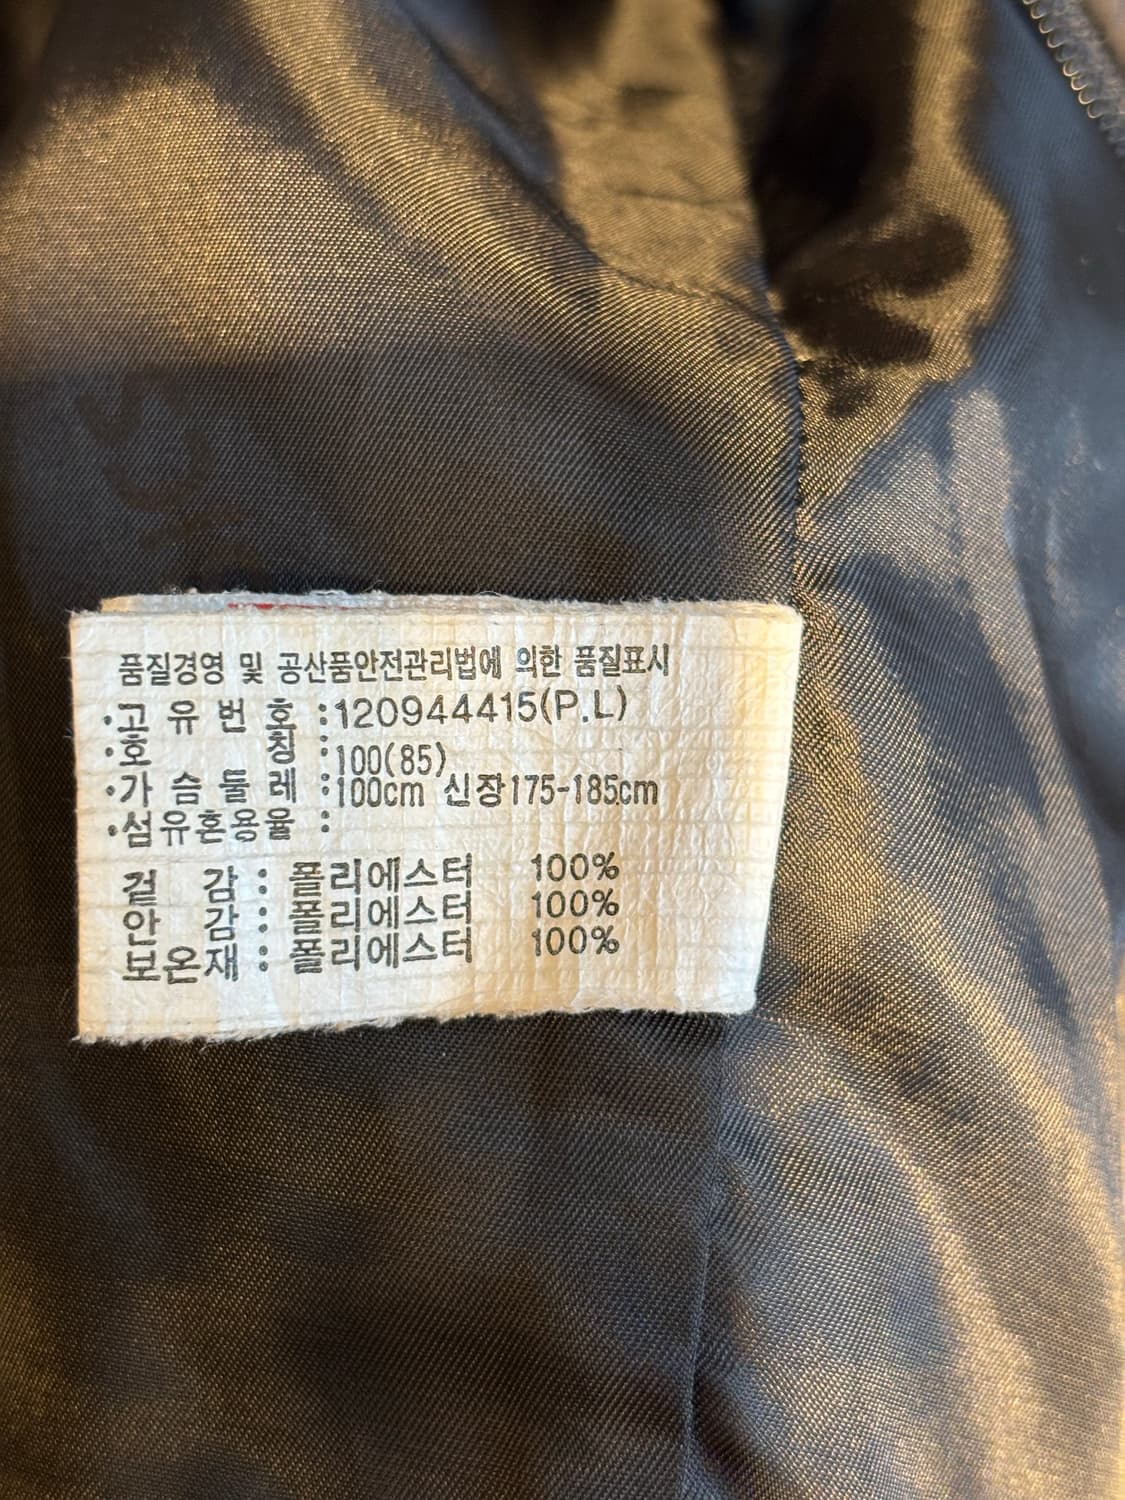 품질경영 및 공산품안전관리법에 의한 품질표시
·고유번호 :120944415(P.L)
·호칭 :100(85)
·가슴둘레 :100cm 신장175-185cm
·섬유혼용율 :
겉감 : 폴리에스터 100%
안감 : 폴리에스터 100%
보온재 : 폴리에스터 100%